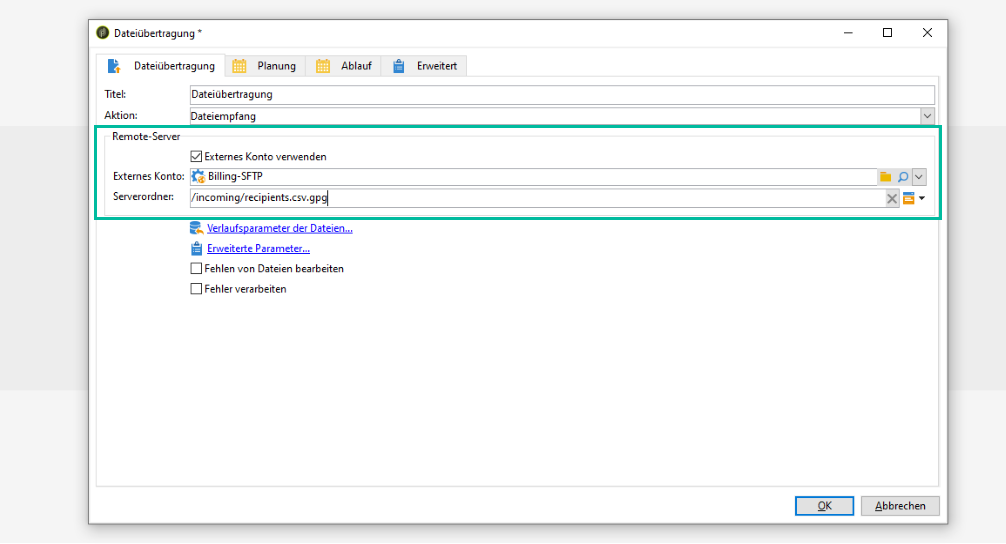 Dateiübertragung *
Dateiübertragung Planung Ablauf Erweitert
Titel: Dateiübertragung
Aktion: Dateiempfang
Remote-Server
Externes Konto verwenden
Externes Konto: Billing-SFTP
Serverordner: /incoming/recipients.csv.gpg
Verlaufsparameter der Dateien...
Erweiterte Parameter...
Fehlen von Dateien bearbeiten
Fehler verarbeiten
OK Abbrechen